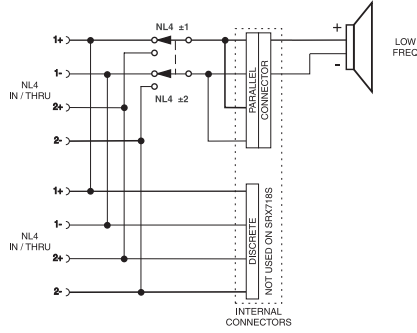 NL4 ±1
1+
1-
NL4 ±2
NL4
IN / THRU
2+
2-
PARALLEL
CONNECTOR
+
-
LOW
FREQ
1+
1-
NL4
IN / THRU
2+
2-
DISCRETE
NOT USED ON SRX718S
INTERNAL
CONNECTORS